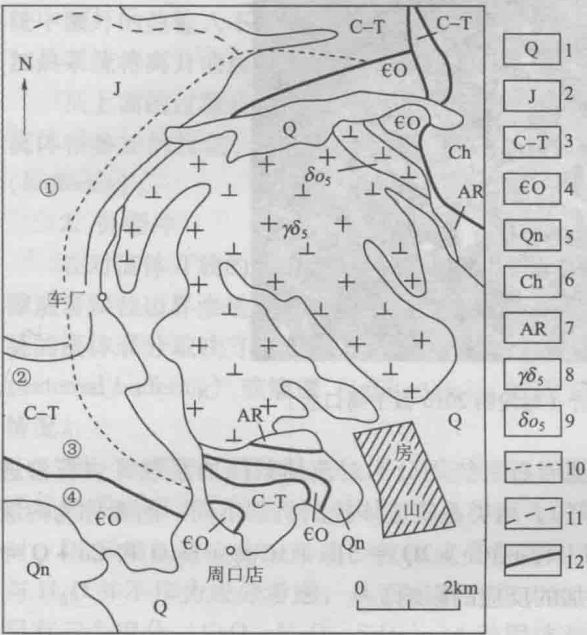 C–T
C–T
N
J
ЄO
Q
ЄO
δο₅
Ch
①
AR
γδ₅
车
Q
②
C–T
AR
Q
③
房
山
④
ЄO
C–T
Qn
ЄO
ЄO
Qn
周口店
Q
0 2km
Q 1
J 2
C–T 3
ЄO 4
Qn 5
Ch 6
AR 7
γδ₅ 8
δο₅ 9
10
11
12